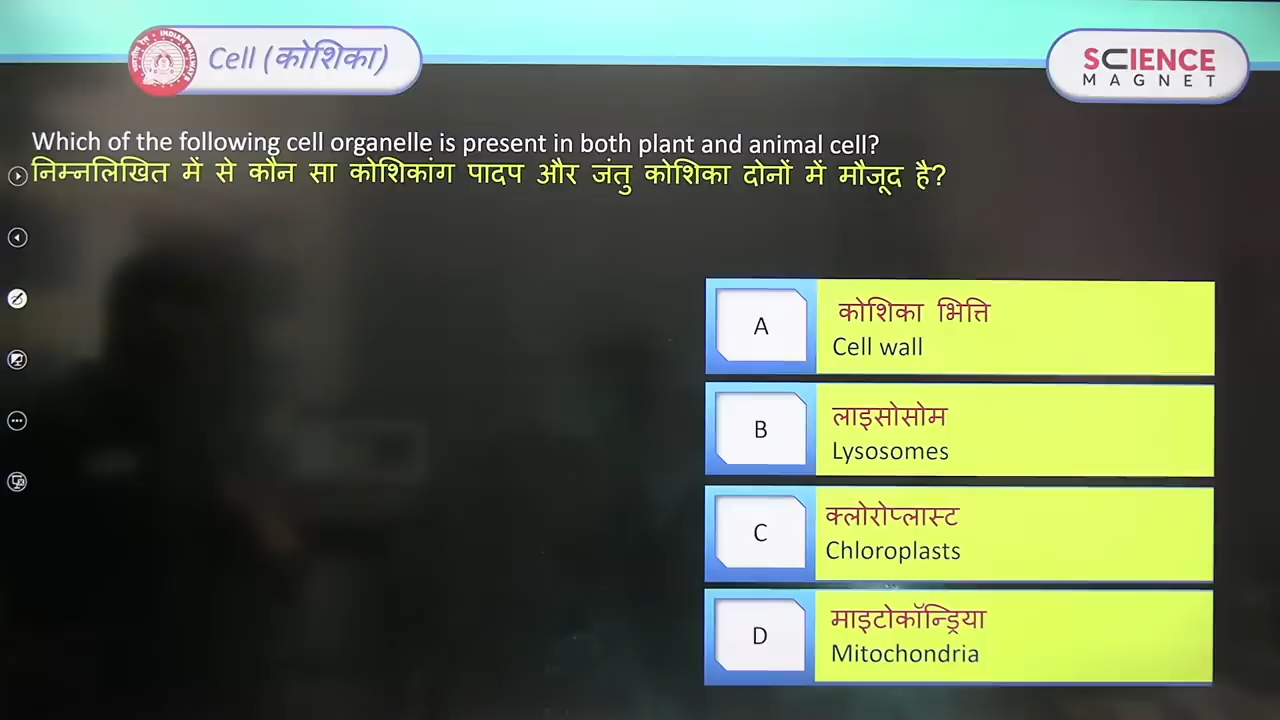 Cell (कोशिका)
SCIENCE
MAGNET
Which of the following cell organelle is present in both plant and animal cell?
निम्नलिखित में से कौन सा कोशिकांग पादप और जंतु कोशिका दोनों में मौजूद है?
A
कोशिका भित्ति
Cell wall
B
लाइसोसोम
Lysosomes
C
क्लोरोप्लास्ट
Chloroplasts
D
माइटोकॉन्ड्रिया
Mitochondria